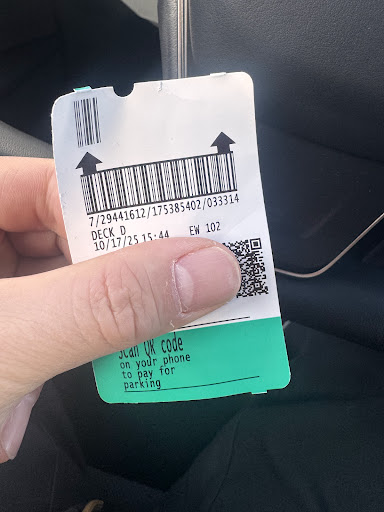 7/29441612/175385402/033314
DECK D
10/17/25 15:44 EW 102
Scan QR code
on your phone
to pay for
parking